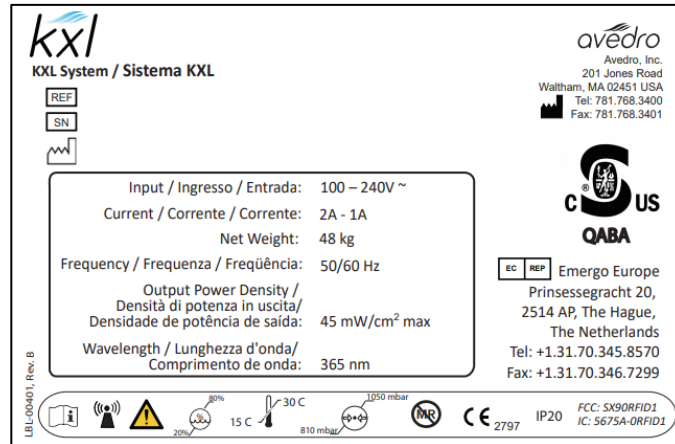 kxl
KXL System / Sistema KXL
REF
SN
avedro
Avedro, Inc.
201 Jones Road
Waltham, MA 02451 USA
Tel: 781.768.3400
Fax: 781.768.3401
Input / Ingresso / Entrada: 100 – 240V ~
Current / Corrente / Corrente: 2A - 1A
Net Weight: 48 kg
Frequency / Frequenza / Freqüência: 50/60 Hz
Output Power Density /
Densità di potenza in uscita/
Densidade de potência de saída: 45 mW/cm² max
Wavelength / Lunghezza d'onda/
Comprimento de onda: 365 nm
C ® US
QABA
EC REP Emergo Europe
Prinsessegracht 20,
2514 AP, The Hague,
The Netherlands
Tel: +1.31.70.345.8570
Fax: +1.31.70.346.7299
LBL-00401, Rev. B
20% 80%
15 C 30 C
810 mbar 1050 mbar
MR
CE 2797
IP20
FCC: SX90RFID1
IC: 5675A-0RFID1